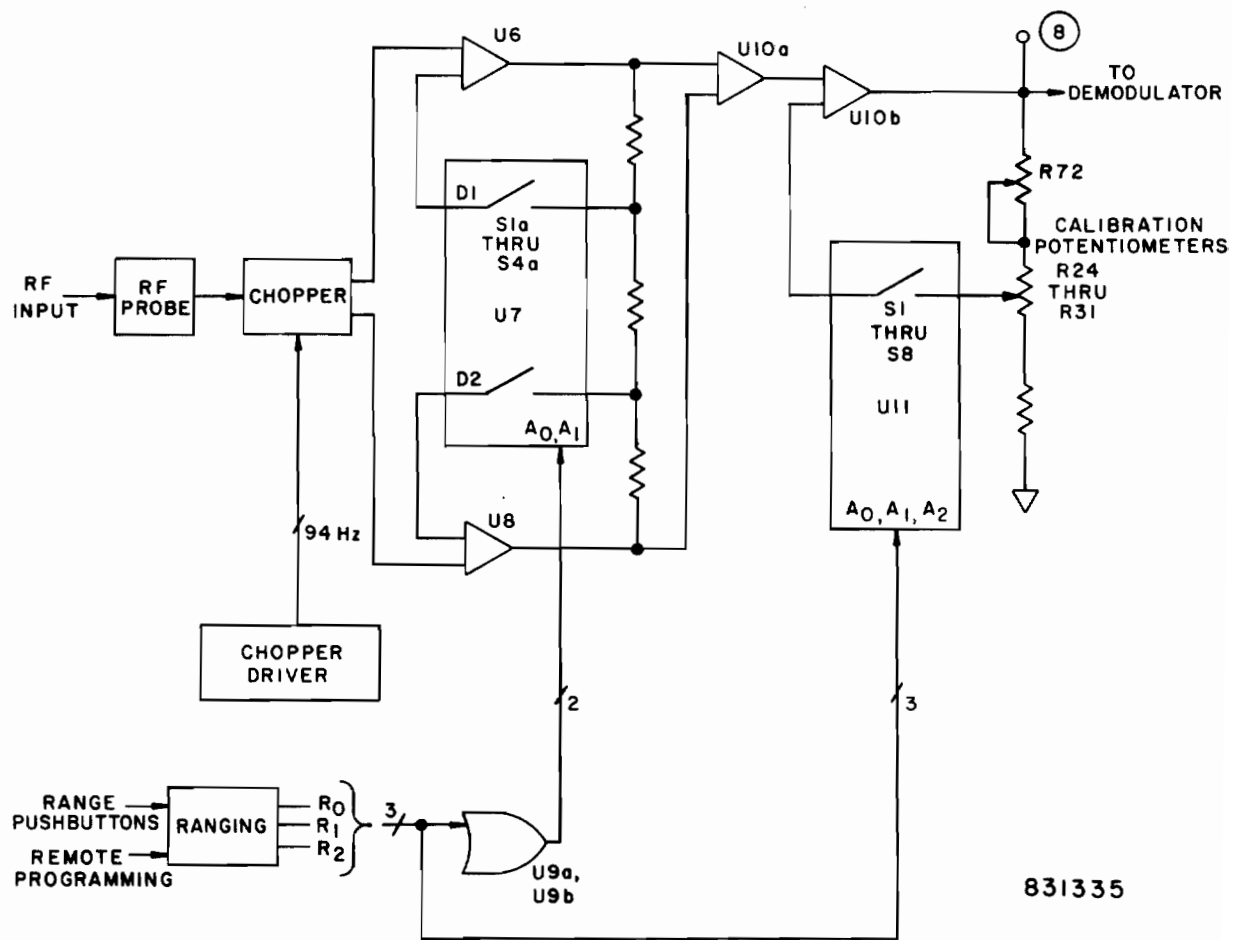 U6
U10a
8
TO
DEMODULATOR
U10b
D1
S1a
THRU
S4a
U7
D2
A0, A1
R72
CALIBRATION
POTENTIOMETERS
R24
THRU
R31
S1
THRU
S8
U11
A0, A1, A2
RF
INPUT
RF
PROBE
CHOPPER
U8
94 Hz
CHOPPER
DRIVER
2
3
RANGE
PUSHBUTTONS
REMOTE
PROGRAMMING
RANGING
R0
R1
R2
3
U9a,
U9b
831335